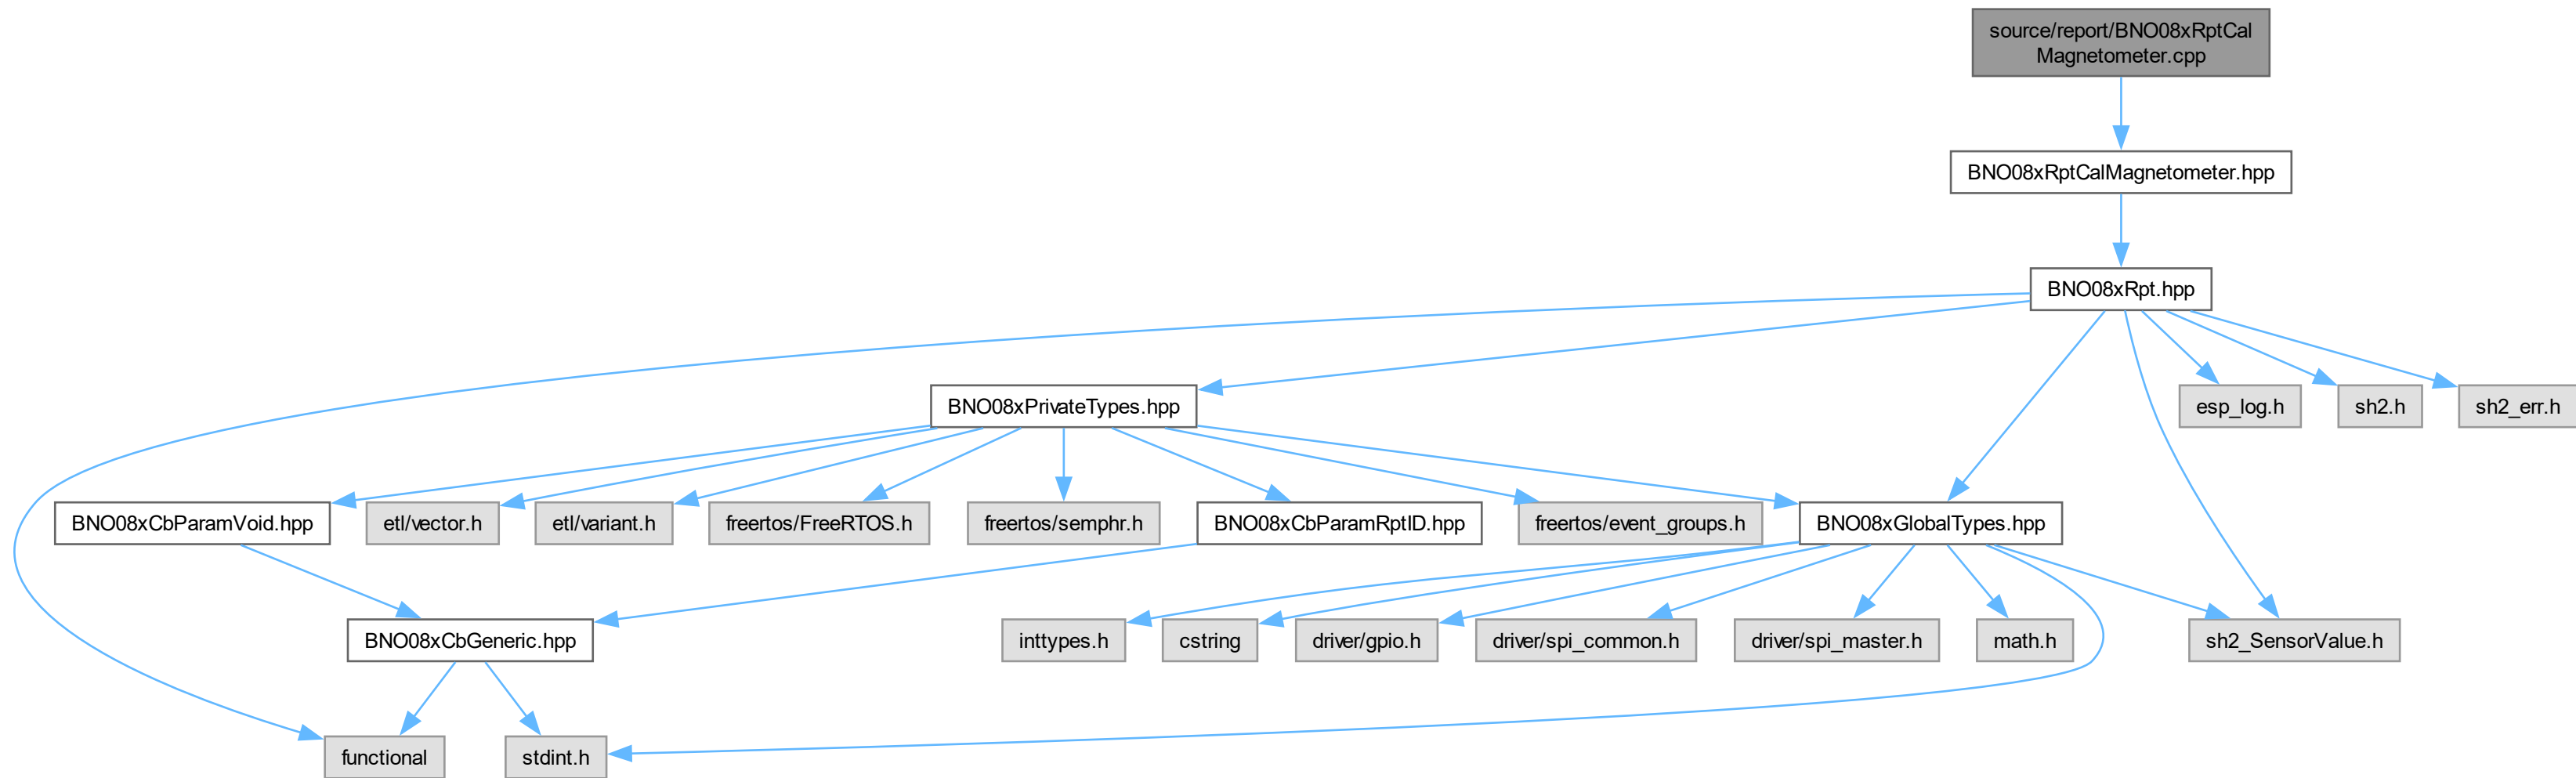 source/report/BNO08xRptCal
Magnetometer.cpp
BNO08xRptCalMagnetometer.hpp
BNO08xRpt.hpp
BNO08xPrivateTypes.hpp
esp_log.h
sh2.h
sh2_err.h
BNO08xCbParamVoid.hpp
etl/vector.h
etl/variant.h
freertos/FreeRTOS.h
freertos/semphr.h
BNO08xCbParamRptID.hpp
freertos/event_groups.h
BNO08xGlobalTypes.hpp
BNO08xCbGeneric.hpp
inttypes.h
cstring
driver/gpio.h
driver/spi_common.h
driver/spi_master.h
math.h
sh2_SensorValue.h
functional
stdint.h